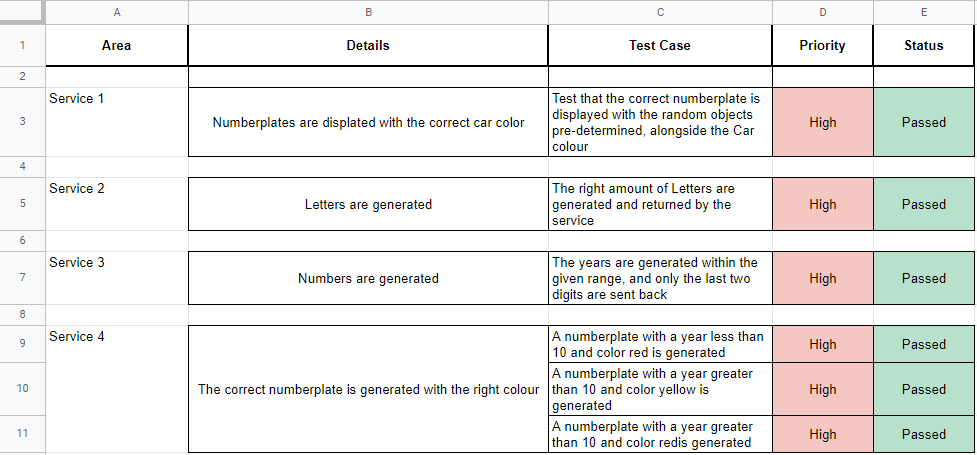 A B C D E
1 Area Details Test Case Priority Status
2
3 Service 1 Numberplates are displated with the correct car color Test that the correct numberplate is
displayed with the random objects
pre-determined, alongside the Car
colour High Passed
4
5 Service 2 Letters are generated The right amount of Letters are
generated and returned by the
service High Passed
6
7 Service 3 Numbers are generated The years are generated within the
given range, and only the last two
digits are sent back High Passed
8
9 Service 4 A numberplate with a year less than
10 and color red is generated High Passed
10 The correct numberplate is generated with the right colour A numberplate with a year greater
than 10 and color yellow is
generated High Passed
11 A numberplate with a year greater
than 10 and color redis generated High Passed